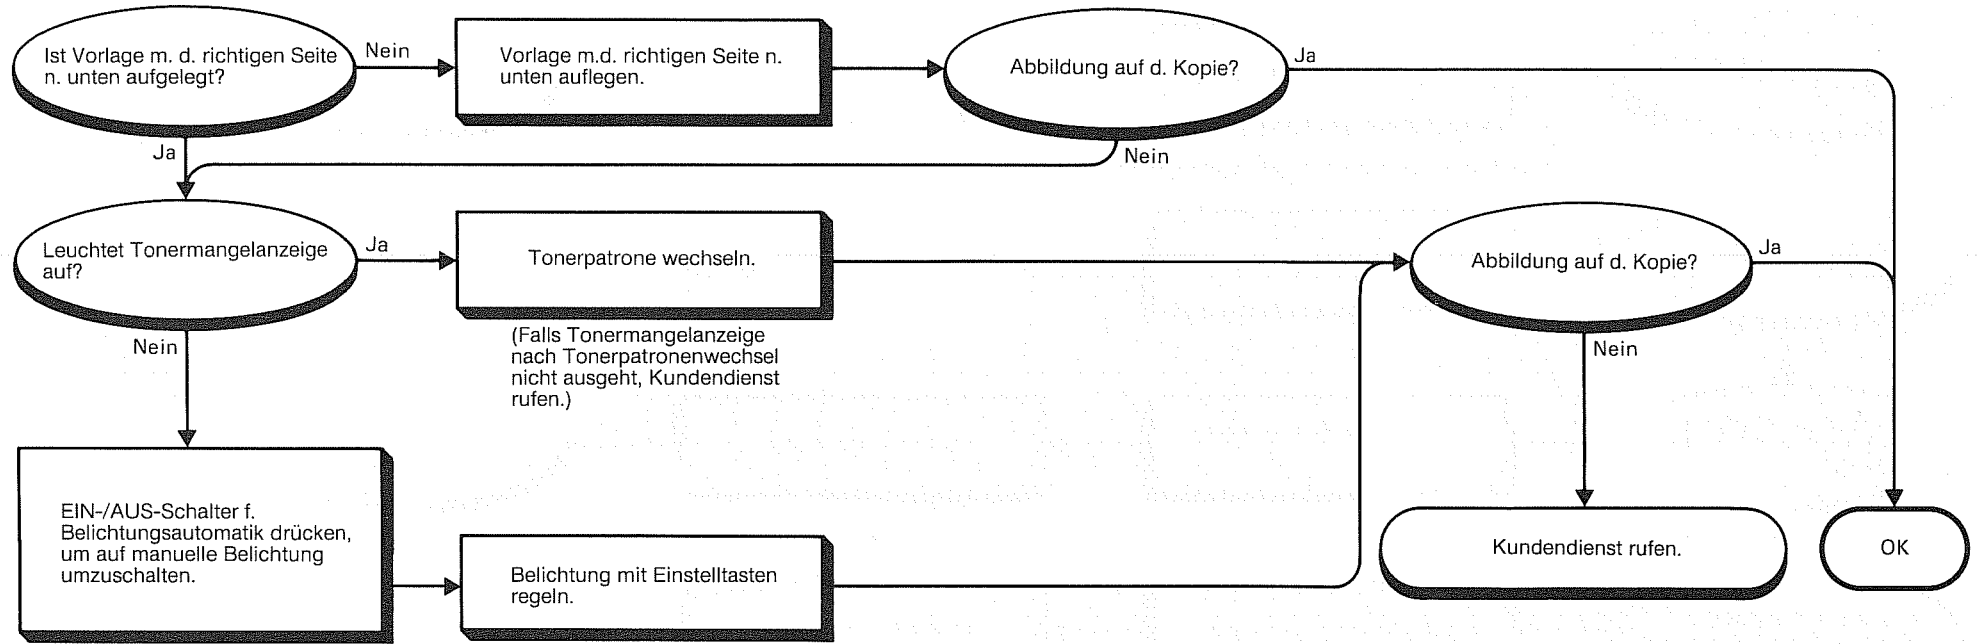 Ist Vorlage m. d. richtigen Seite
n. unten aufgelegt?
Nein
Vorlage m.d. richtigen Seite n.
unten auflegen.
Abbildung auf d. Kopie?
Ja
Ja
Nein
Leuchtet Tonermangelanzeige
auf?
Ja
Tonerpatrone wechseln.
(Falls Tonermangelanzeige
nach Tonerpatronenwechsel
nicht ausgeht, Kundendienst
rufen.)
Abbildung auf d. Kopie?
Ja
Nein
Nein
EIN-/AUS-Schalter f.
Belichtungsautomatik drücken,
um auf manuelle Belichtung
umzuschalten.
Belichtung mit Einstelltasten
regeln.
Kundendienst rufen.
OK